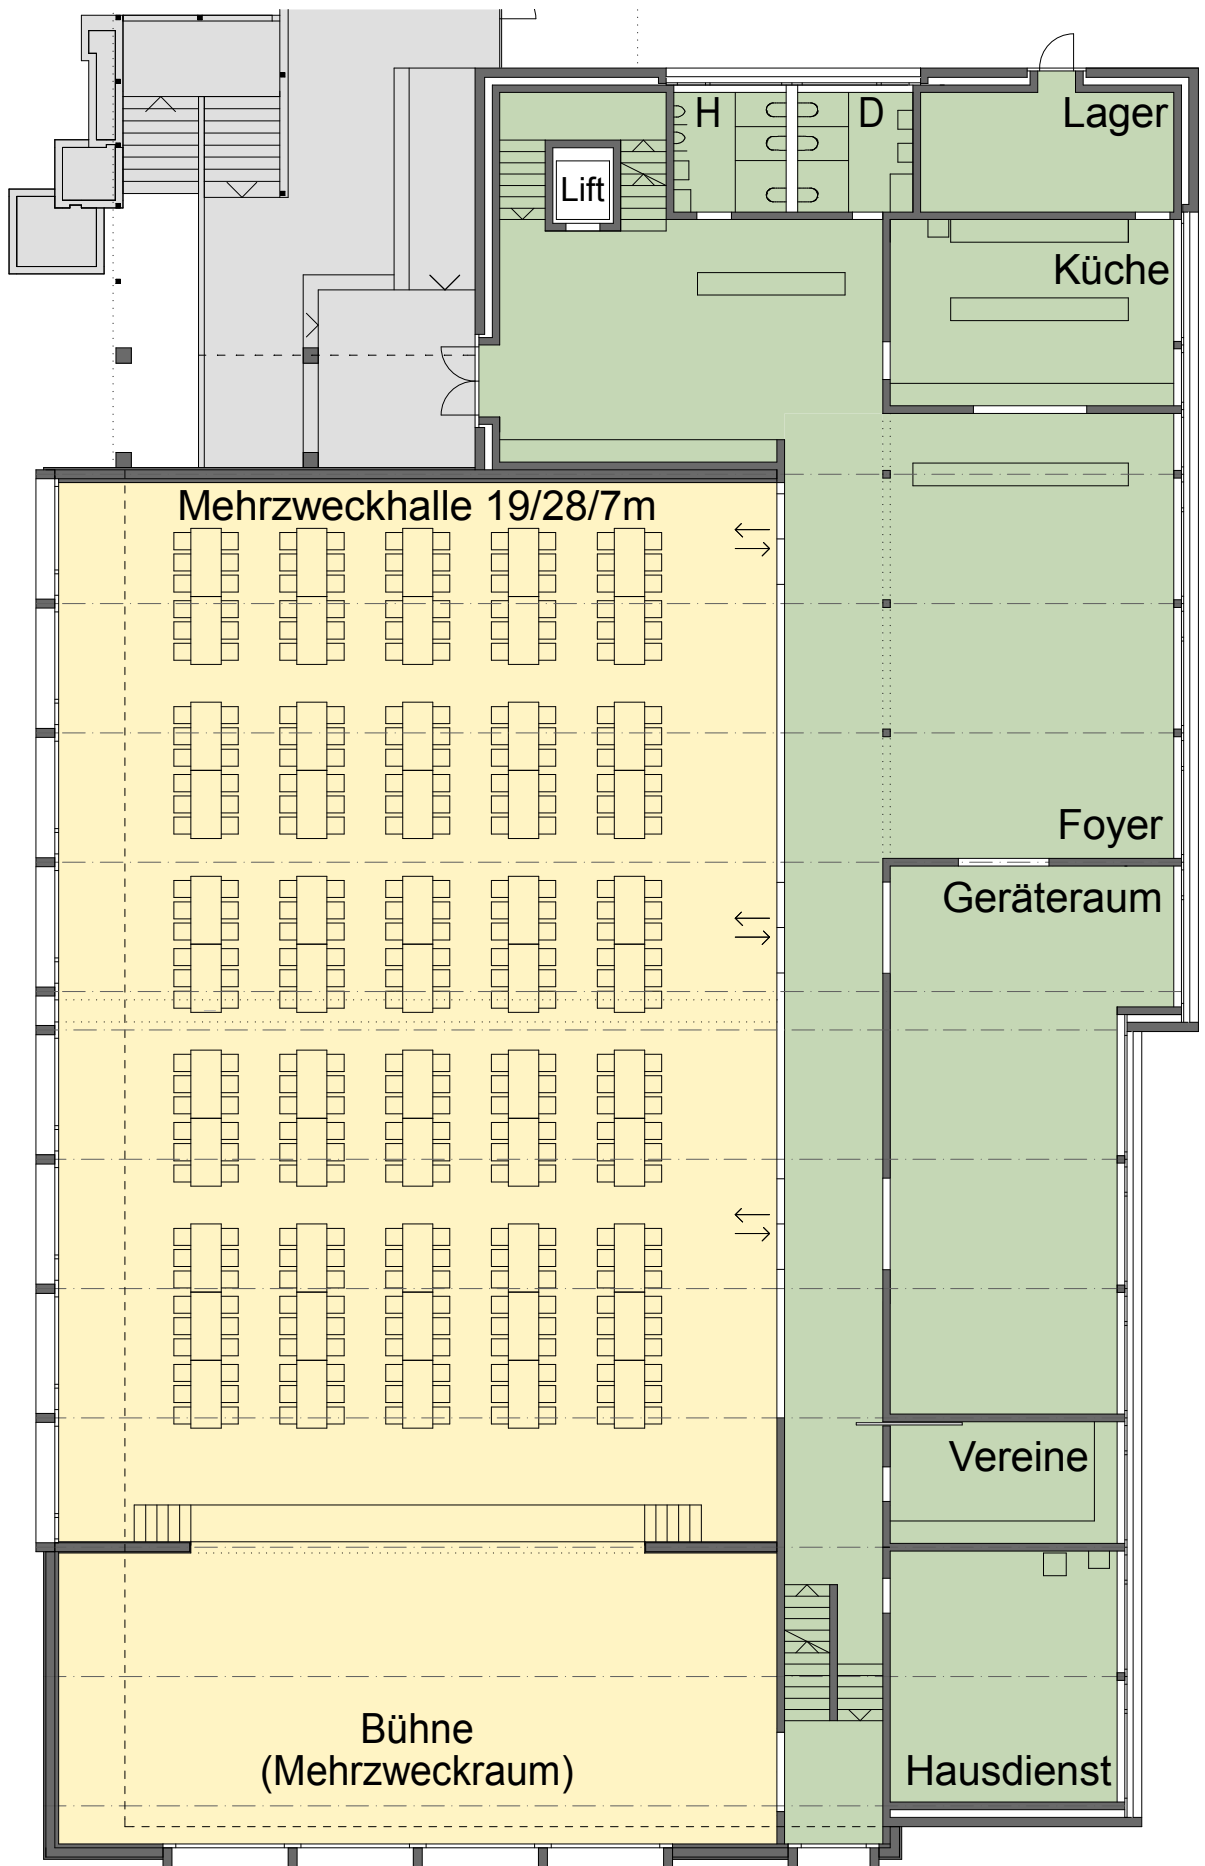 H
D
Lager
Lift
Küche
Mehrzweckhalle 19/28/7m
Foyer
Geräteraum
Vereine
Bühne
(Mehrzweckraum)
Hausdienst